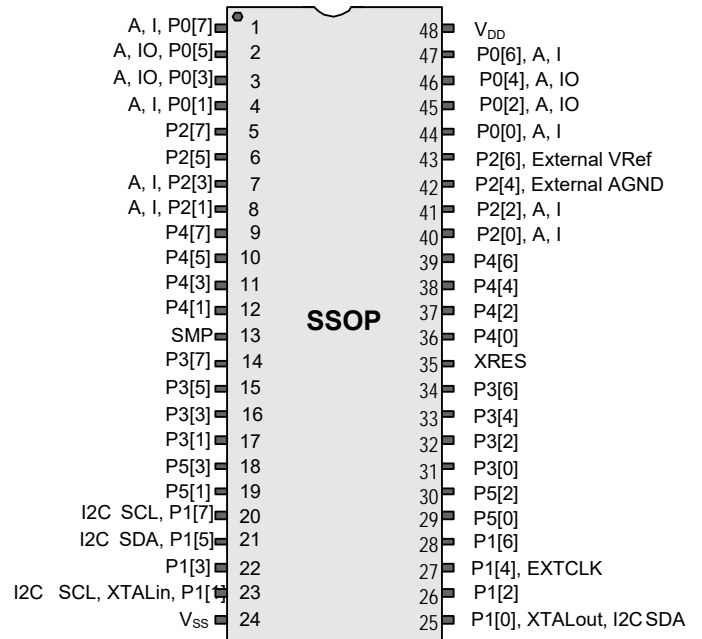 A, I, P0[7] 1 48 VDD
A, IO, P0[5] 2 47 P0[6], A, I
A, IO, P0[3] 3 46 P0[4], A, IO
A, I, P0[1] 4 45 P0[2], A, IO
P2[7] 5 44 P0[0], A, I
P2[5] 6 43 P2[6], External VRef
A, I, P2[3] 7 42 P2[4], External AGND
A, I, P2[1] 8 41 P2[2], A, I
P4[7] 9 40 P2[0], A, I
P4[5] 10 39 P4[6]
P4[3] 11 38 P4[4]
P4[1] 12 37 P4[2]
SSOP
SMP 13 36 P4[0]
P3[7] 14 35 XRES
P3[5] 15 34 P3[6]
P3[3] 16 33 P3[4]
P3[1] 17 32 P3[2]
P5[3] 18 31 P3[0]
P5[1] 19 30 P5[2]
I2C SCL, P1[7] 20 29 P5[0]
I2C SDA, P1[5] 21 28 P1[6]
P1[3] 22 27 P1[4], EXTCLK
I2C SCL, XTALin, P1[1] 23 26 P1[2]
VSS 24 25 P1[0], XTALout, I2C SDA